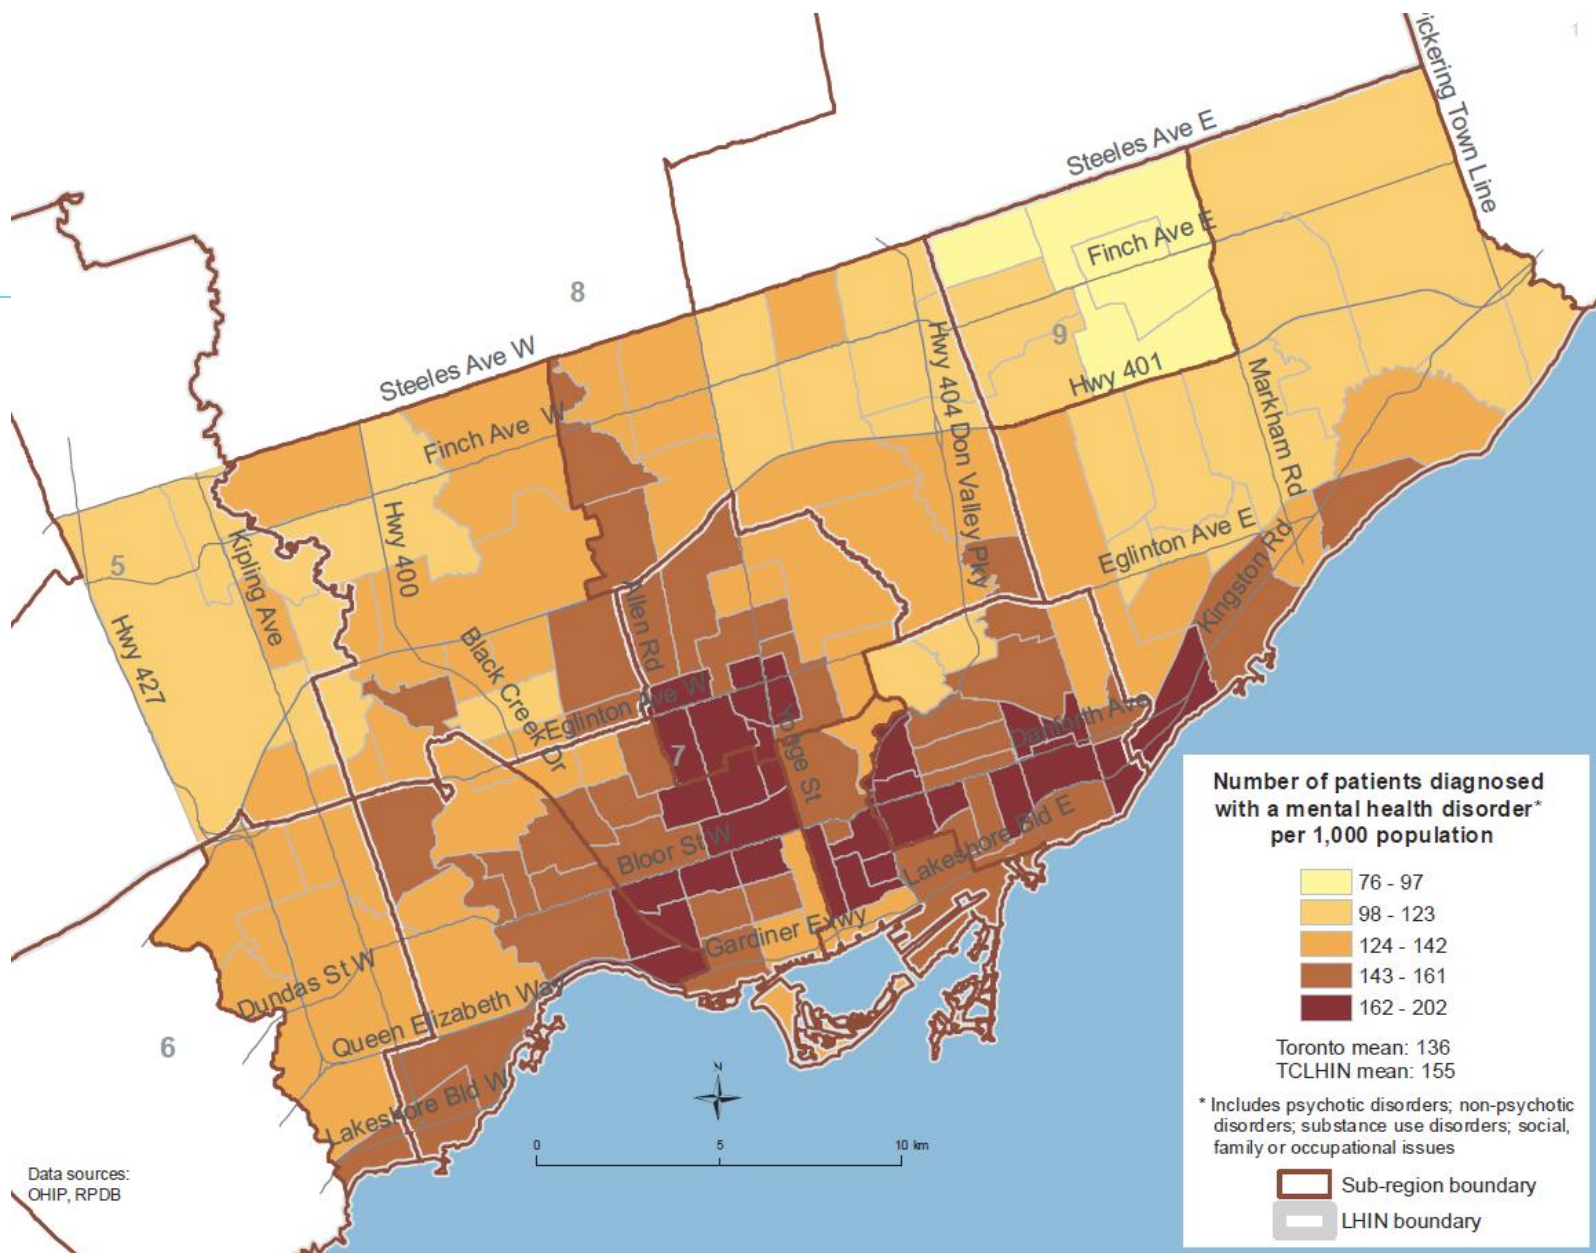 1
Pickering Town Line
Steeles Ave E
Finch Ave E
8
9
Steeles Ave W
Hwy 401
Hwy 404
Don Valley Pky
Markham Rd
Finch Ave W
5
Kipling Ave
Hwy 400
Eglinton Ave E
Kingston Rd
Hwy 427
Allen Rd
Black Creek Dr
Eglinton Ave W
7
Yonge St
Danforth Ave
Bloor St W
Lakeshore Bld E
Gardiner Exwy
Dundas St W
Queen Elizabeth Way
6
Lakeshore Bld W
N
0 5 10 km
Data sources:
OHIP, RPDB
Number of patients diagnosed
with a mental health disorder*
per 1,000 population
76 - 97
98 - 123
124 - 142
143 - 161
162 - 202
Toronto mean: 136
TCLHIN mean: 155
* Includes psychotic disorders; non-psychotic
disorders; substance use disorders; social,
family or occupational issues
Sub-region boundary
LHIN boundary